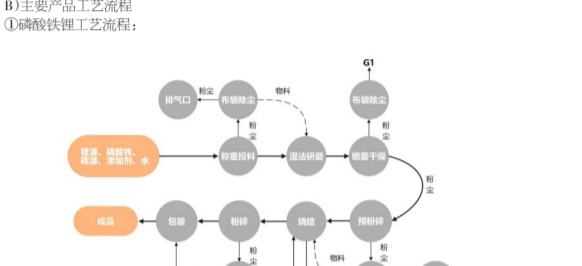 B)主要产品工艺流程
①磷酸铁锂工艺流程：
G1
排气口
粉尘
布袋除尘
物料
布袋除尘
粉尘
粉尘
锂源、磷酸铁、
碳源、添加剂、水
称重投料
湿法研磨
喷雾干燥
粉尘
成品
包装
粉碎
烧结
预粉碎
粉尘
物料
粉尘